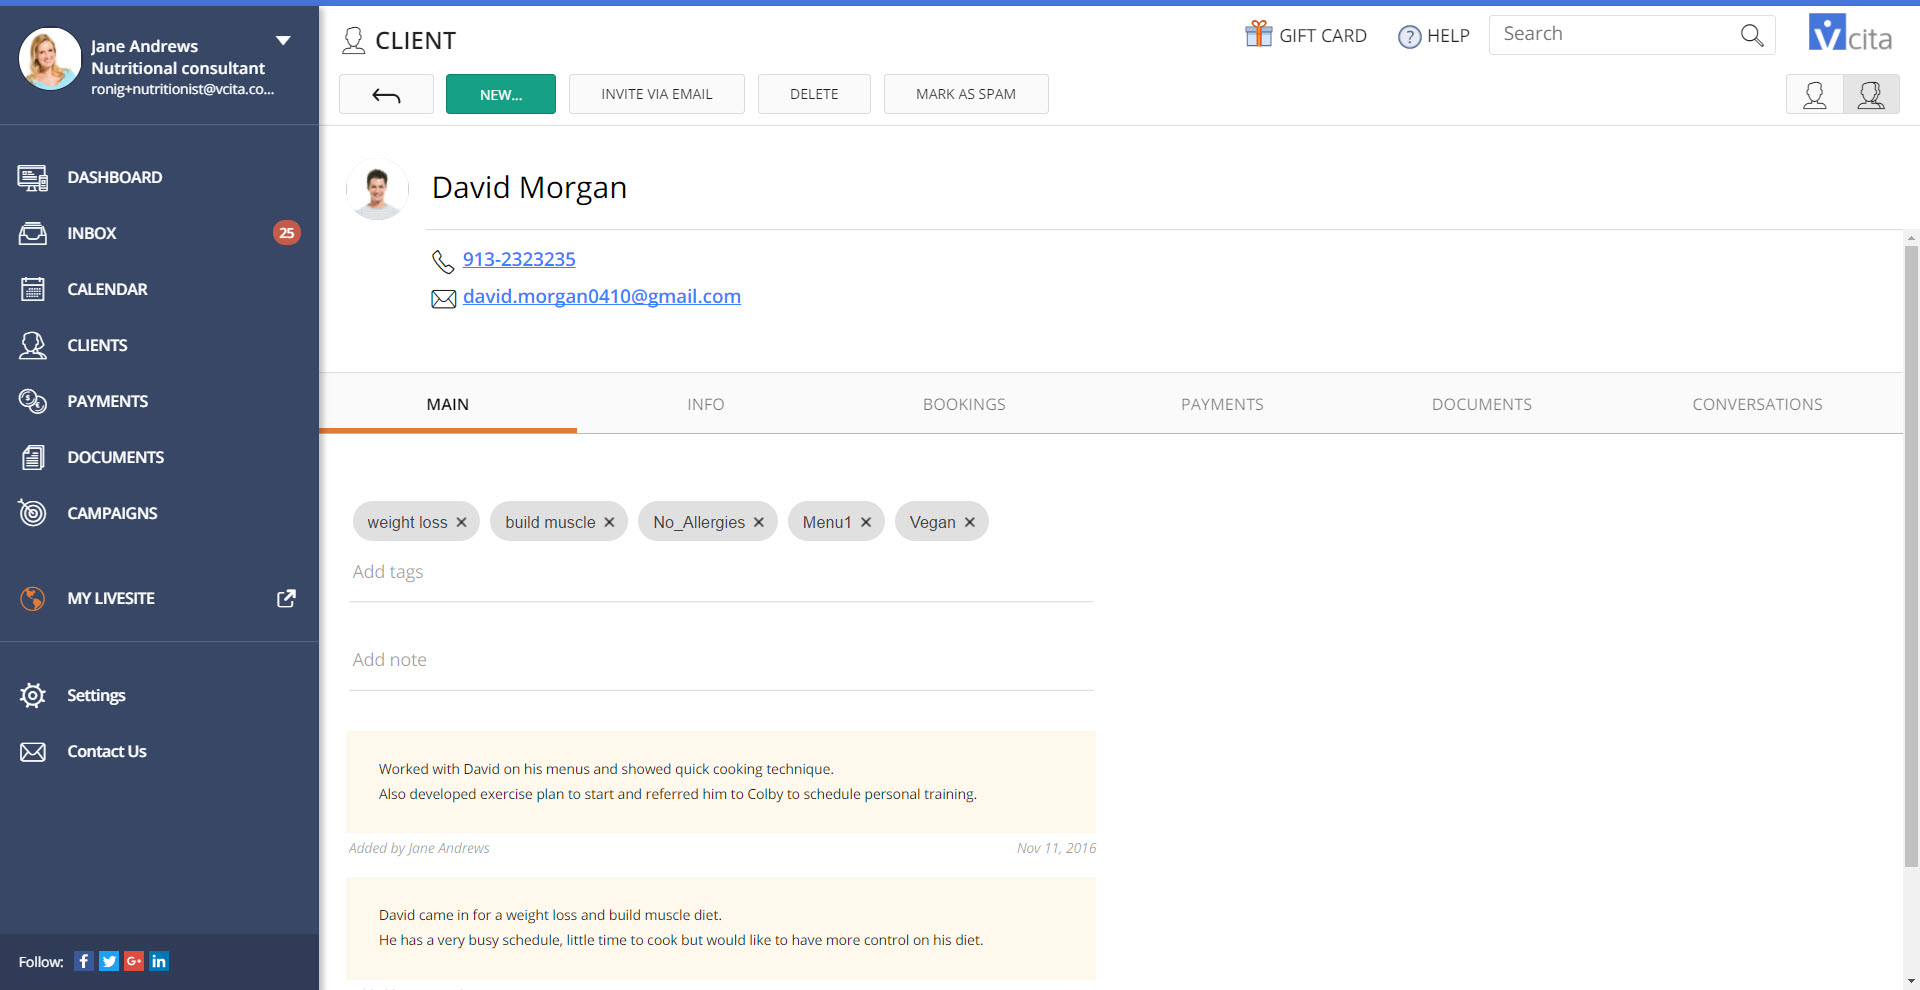 Jane Andrews
Nutritional consultant
ronig+nutritionist@vcita.co...
DASHBOARD
INBOX 25
CALENDAR
CLIENTS
PAYMENTS
DOCUMENTS
CAMPAIGNS
MY LIVESITE
Settings
Contact Us
Follow:
CLIENT
GIFT CARD
? HELP
Search
vcita
NEW...
INVITE VIA EMAIL
DELETE
MARK AS SPAM
David Morgan
913-2323235
david.morgan0410@gmail.com
MAIN INFO BOOKINGS PAYMENTS DOCUMENTS CONVERSATIONS
weight loss × build muscle × No_Allergies × Menu1 × Vegan ×
Add tags
Add note
Worked with David on his menus and showed quick cooking technique.
Also developed exercise plan to start and referred him to Colby to schedule personal training.
Added by Jane Andrews Nov 11, 2016
David came in for a weight loss and build muscle diet.
He has a very busy schedule, little time to cook but would like to have more control on his diet.